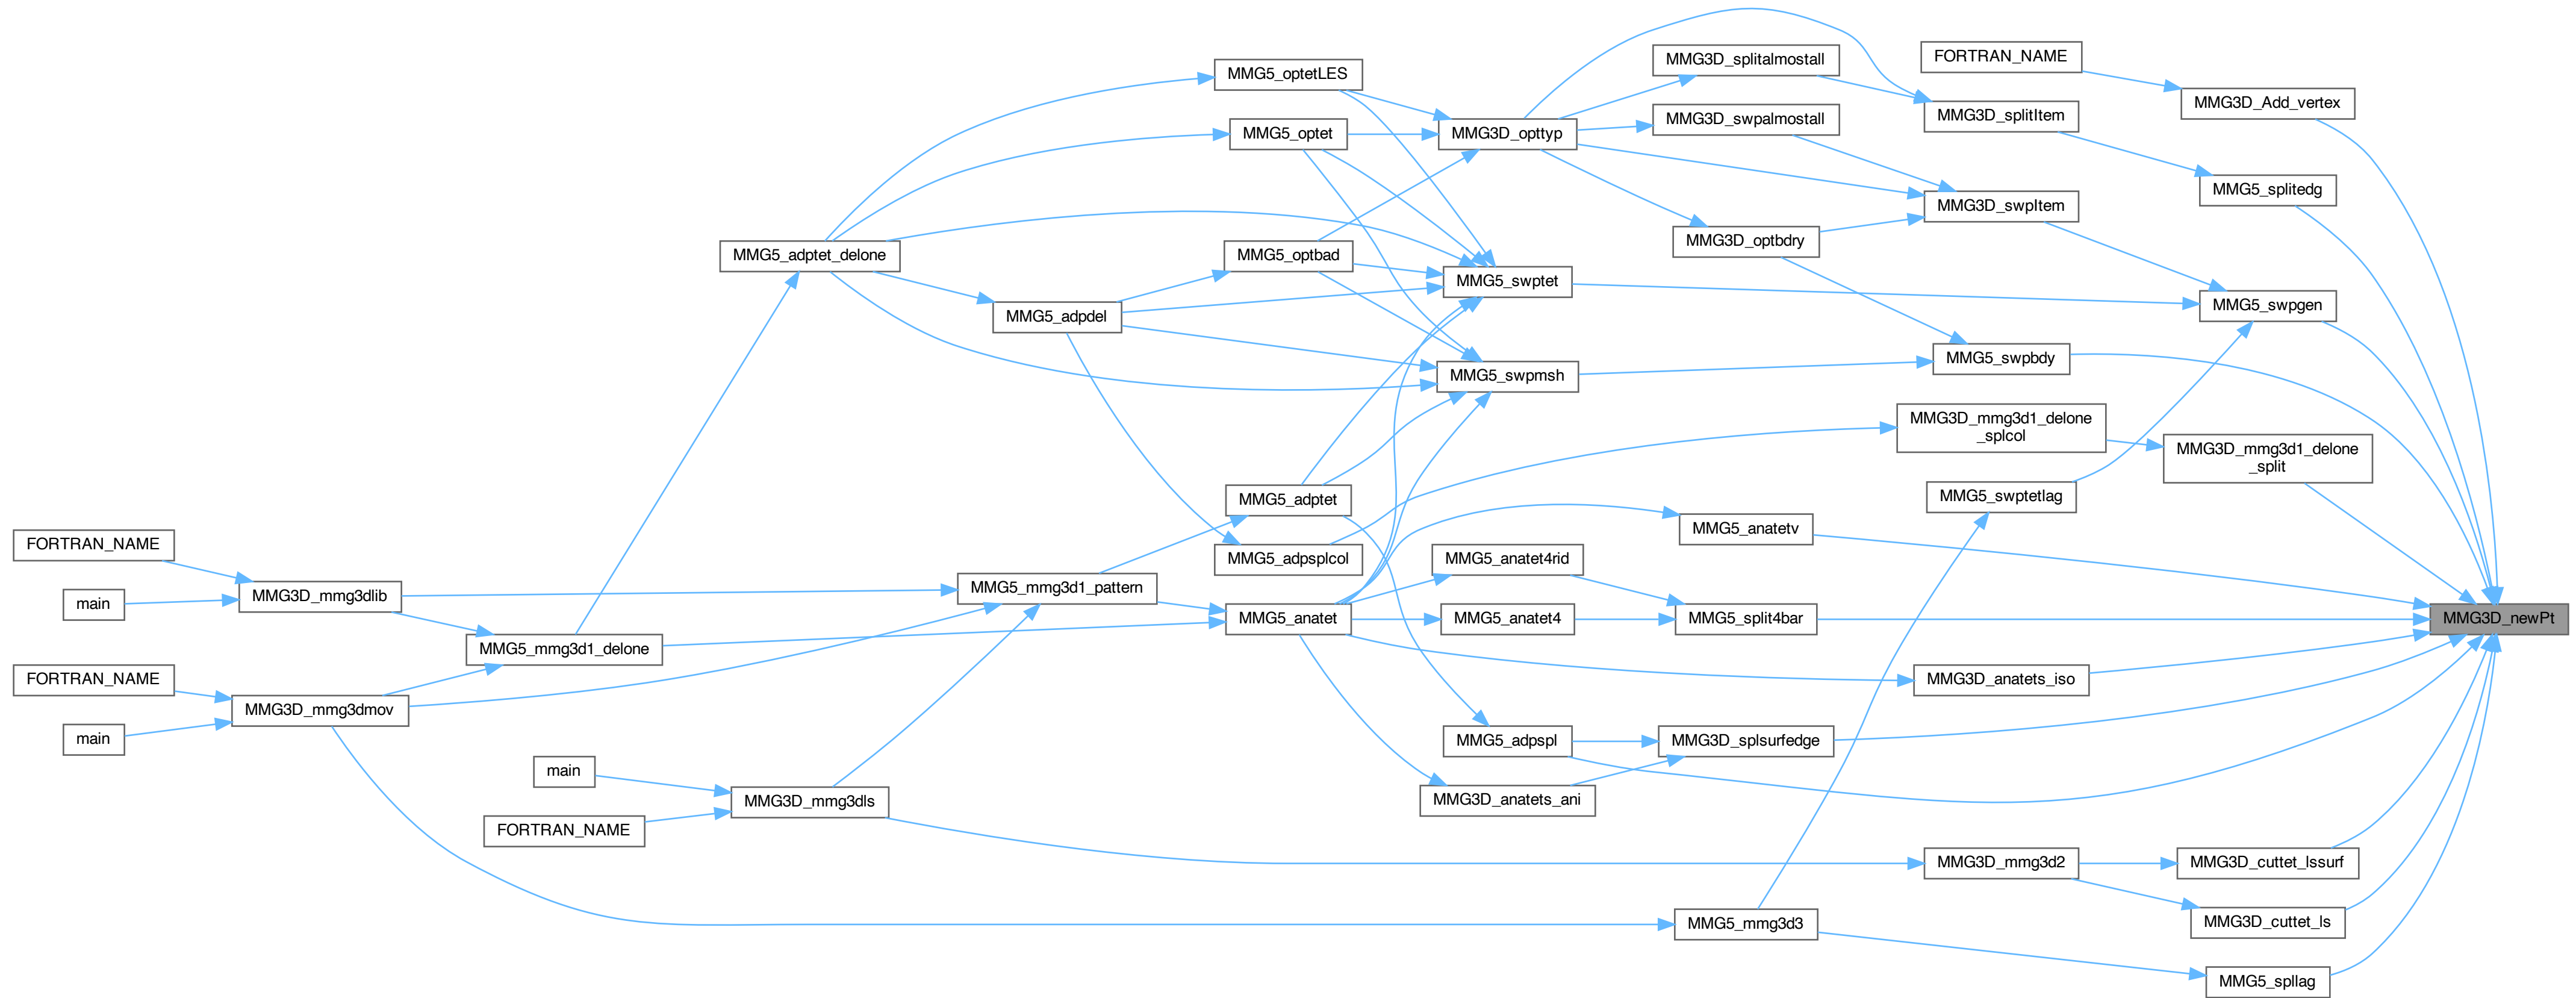 FORTRAN_NAME
MMG3D_splitalmostall
MMG5_optetLES
MMG3D_Add_vertex
MMG3D_splitItem
MMG3D_swpalmostall
MMG5_optet
MMG3D_opttyp
MMG5_splitedg
MMG3D_swpItem
MMG3D_optbdry
MMG5_adptet_delone
MMG5_optbad
MMG5_swptet
MMG5_swpgen
MMG5_adpdel
MMG5_swpbdy
MMG5_swpmsh
MMG3D_mmg3d1_delone
_splcol
MMG3D_mmg3d1_delone
_split
MMG5_swptetlag
MMG5_adptet
MMG5_anatetv
FORTRAN_NAME
MMG5_adpsplcol
MMG5_anatet4rid
MMG5_mmg3d1_pattern
MMG3D_mmg3dlib
main
MMG5_anatet
MMG5_anatet4
MMG5_split4bar
MMG3D_newPt
MMG5_mmg3d1_delone
FORTRAN_NAME
MMG3D_anatets_iso
MMG3D_mmg3dmov
main
MMG5_adpspl
MMG3D_splsurfedge
main
MMG3D_mmg3dls
MMG3D_anatets_ani
FORTRAN_NAME
MMG3D_mmg3d2
MMG3D_cuttet_lssurf
MMG5_mmg3d3
MMG3D_cuttet_ls
MMG5_spllag